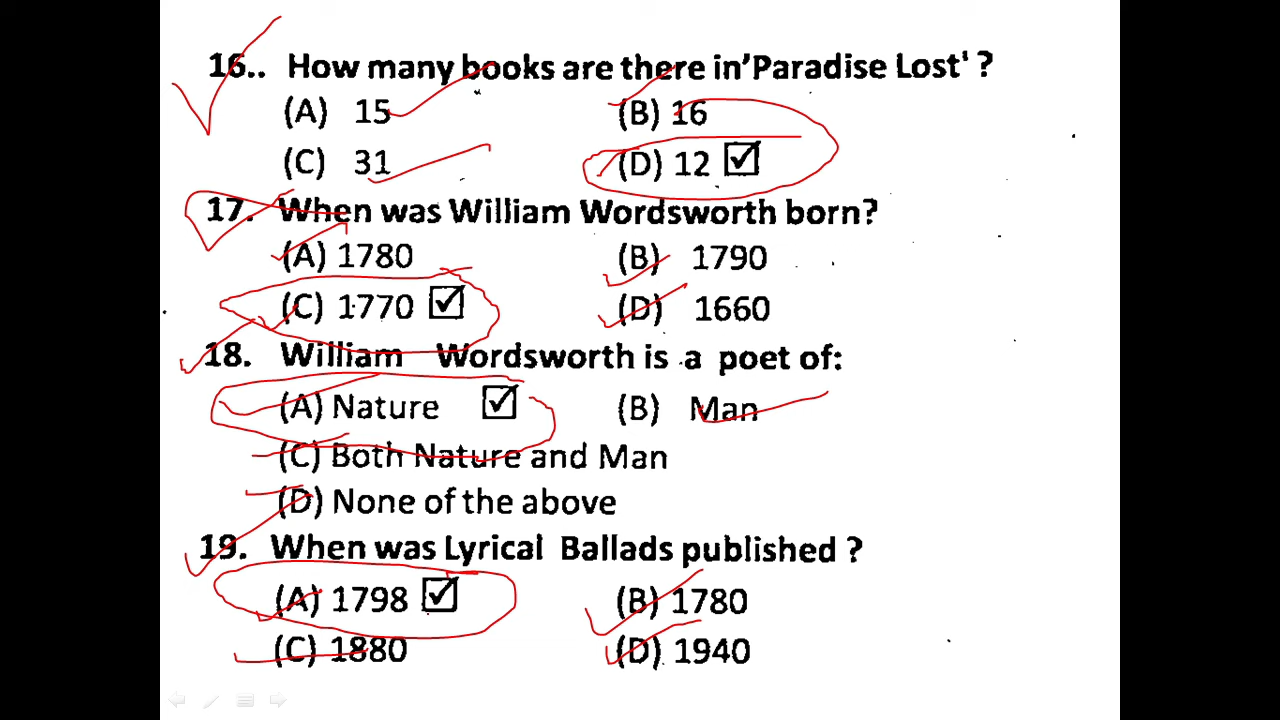 16.. How many books are there in'Paradise Lost' ?
(A) 15 (B) 16
(C) 31 (D) 12
17. When was William Wordsworth born?
(A) 1780 (B) 1790
(C) 1770 (D) 1660
18. William Wordsworth is a poet of:
(A) Nature (B) Man
(C) Both Nature and Man
(D) None of the above
19. When was Lyrical Ballads published ?
(A) 1798 (B) 1780
(C) 1880 (D) 1940